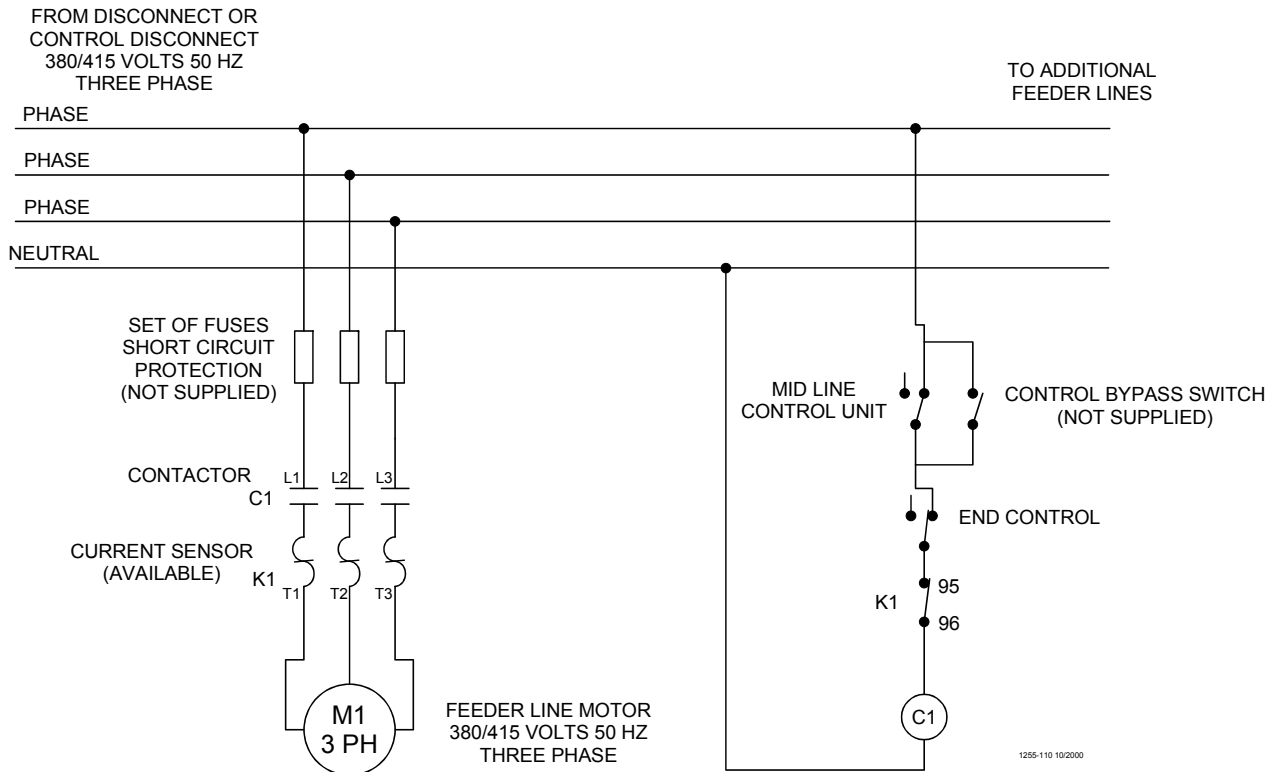 FROM DISCONNECT OR
CONTROL DISCONNECT
380/415 VOLTS 50 HZ
THREE PHASE
TO ADDITIONAL
FEEDER LINES
PHASE
PHASE
PHASE
NEUTRAL
SET OF FUSES
SHORT CIRCUIT
PROTECTION
(NOT SUPPLIED)
MID LINE
CONTROL UNIT
CONTROL BYPASS SWITCH
(NOT SUPPLIED)
CONTACTOR
C1
L1
L2
L3
END CONTROL
CURRENT SENSOR
(AVAILABLE)
K1
T1
T2
T3
K1
95
96
M1
3 PH
FEEDER LINE MOTOR
380/415 VOLTS 50 HZ
THREE PHASE
C1
1255-110 10/2000